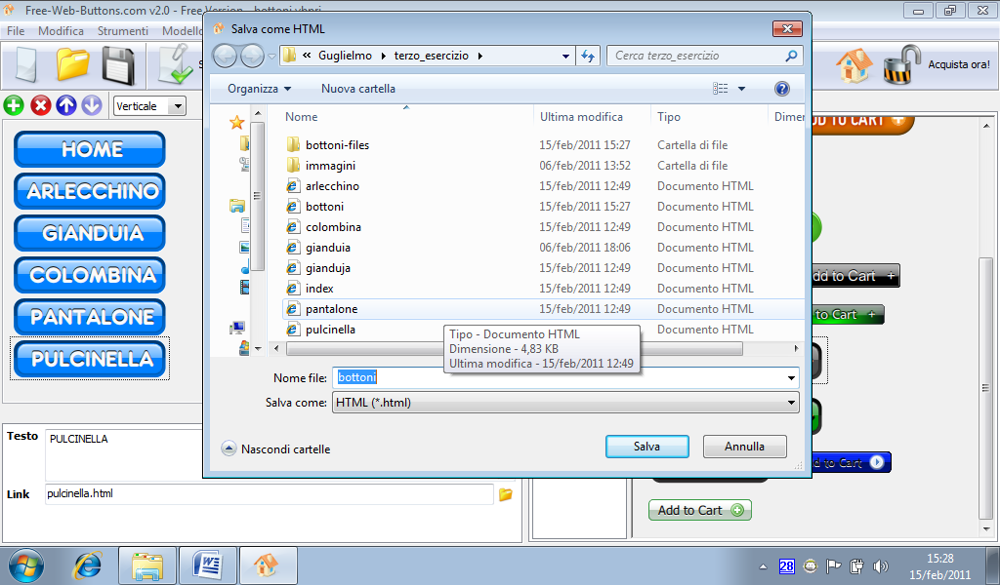 Free-Web-Buttons.com v2.0 - Free Version - bottoni.vbnri
File Modifica Strumenti Modello
Acquista ora!
Verticale
HOME
ARLECCHINO
GIANDUIA
COLOMBINA
PANTALONE
PULCINELLA
Testo PULCINELLA
Link pulcinella.html
Salva come HTML
« Guglielmo terzo_esercizio
Cerca terzo_esercizio
Organizza Nuova cartella
Nome Ultima modifica Tipo Dimen
bottoni-files 15/feb/2011 15:27 Cartella di file
immagini 06/feb/2011 13:52 Cartella di file
arlecchino 15/feb/2011 12:49 Documento HTML
bottoni 15/feb/2011 15:27 Documento HTML
colombina 15/feb/2011 12:49 Documento HTML
gianduia 06/feb/2011 18:06 Documento HTML
gianduja 15/feb/2011 12:49 Documento HTML
index 15/feb/2011 12:49 Documento HTML
pantalone 15/feb/2011 12:49 Documento HTML
pulcinella Documento HTML
Tipo - Documento HTML
Dimensione - 4,83 KB
Ultima modifica - 15/feb/2011 12:49
Nome file: bottoni
Salva come: HTML (*.html)
Nascondi cartelle
Salva Annulla
ADD TO CART
dd to Cart +
to Cart +
d to Cart
Add to Cart
28
15:28
15/feb/2011